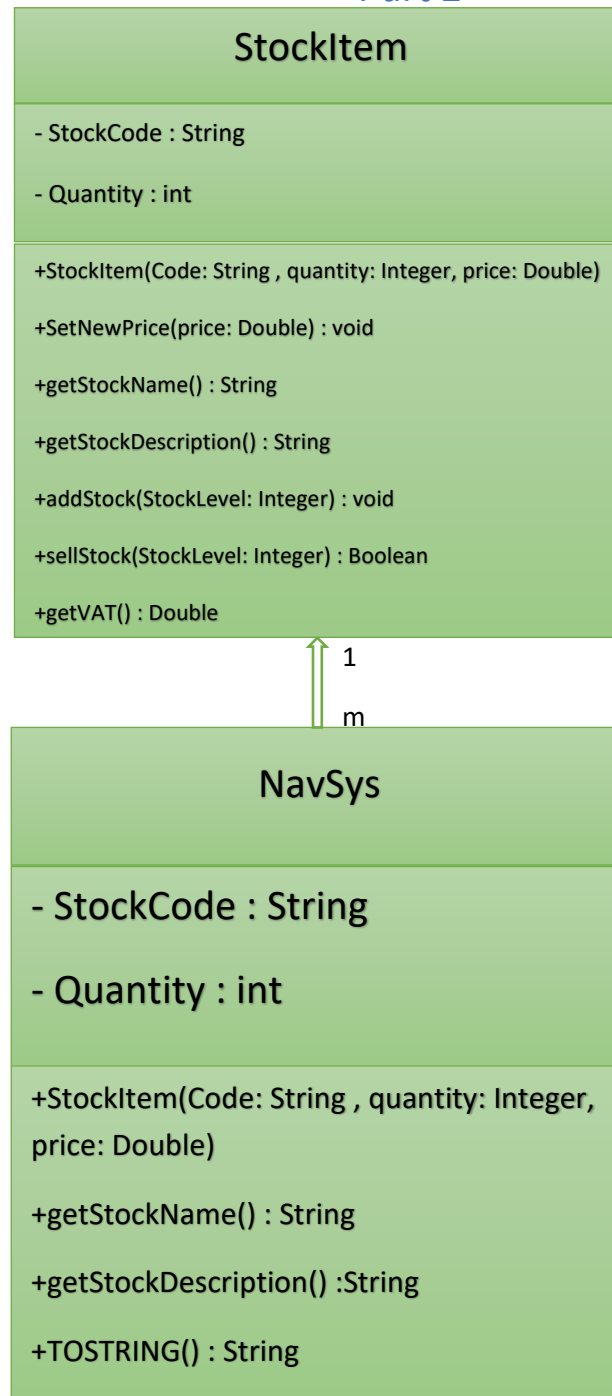 StockItem
- StockCode : String
- Quantity : int
+StockItem(Code: String , quantity: Integer, price: Double)
+SetNewPrice(price: Double) : void
+getStockName() : String
+getStockDescription() : String
+addStock(StockLevel: Integer) : void
+sellStock(StockLevel: Integer) : Boolean
+getVAT() : Double
1
m
NavSys
- StockCode : String
- Quantity : int
+StockItem(Code: String , quantity: Integer,
price: Double)
+getStockName() : String
+getStockDescription() :String
+TOSTRING() : String